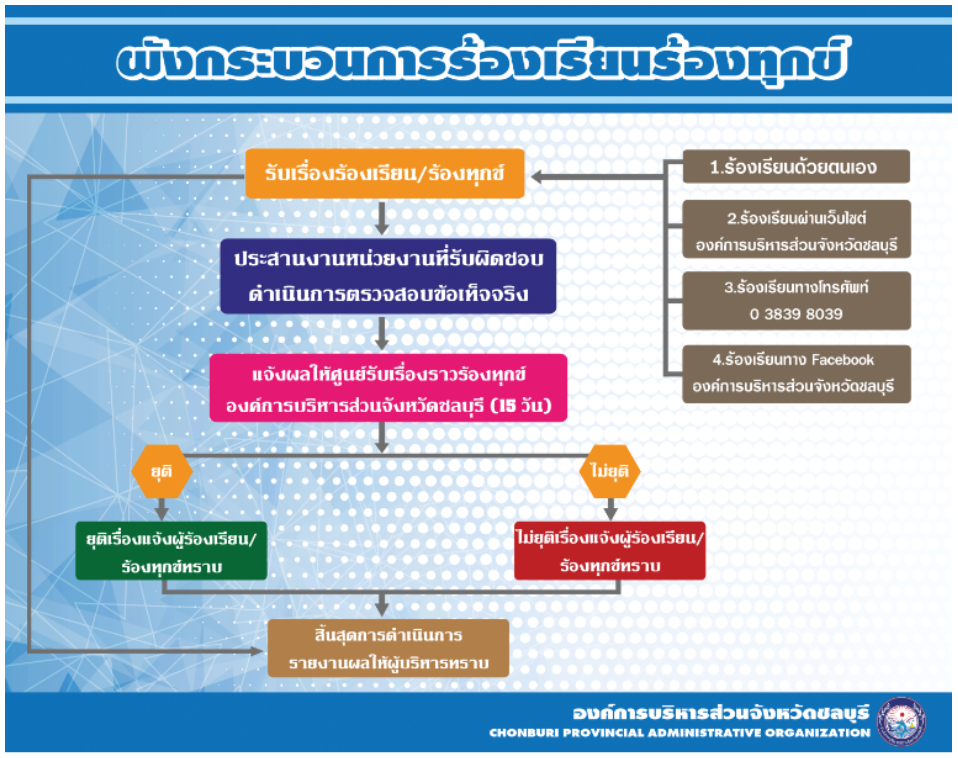 ผังกระบวนการร้องเรียนร้องทุกข์
รับเรื่องร้องเรียน/ร้องทุกข์
1.ร้องเรียนด้วยตนเอง
2.ร้องเรียนผ่านเว็บไซต์
องค์การบริหารส่วนจังหวัดชลบุรี
3.ร้องเรียนทางโทรศัพท์
0 3839 8039
4.ร้องเรียนทาง Facebook
องค์การบริหารส่วนจังหวัดชลบุรี
ประสานงานหน่วยงานที่รับผิดชอบ
ดำเนินการตรวจสอบข้อเท็จจริง
แจ้งผลให้ศูนย์รับเรื่องราวร้องทุกข์
องค์การบริหารส่วนจังหวัดชลบุรี (15 วัน)
ยุติ
ไม่ยุติ
ยุติเรื่องแจ้งผู้ร้องเรียน/
ร้องทุกข์ทราบ
ไม่ยุติเรื่องแจ้งผู้ร้องเรียน/
ร้องทุกข์ทราบ
สิ้นสุดการดำเนินการ
รายงานผลให้ผู้บริหารทราบ
องค์การบริหารส่วนจังหวัดชลบุรี
CHONBURI PROVINCIAL ADMINISTRATIVE ORGANIZATION